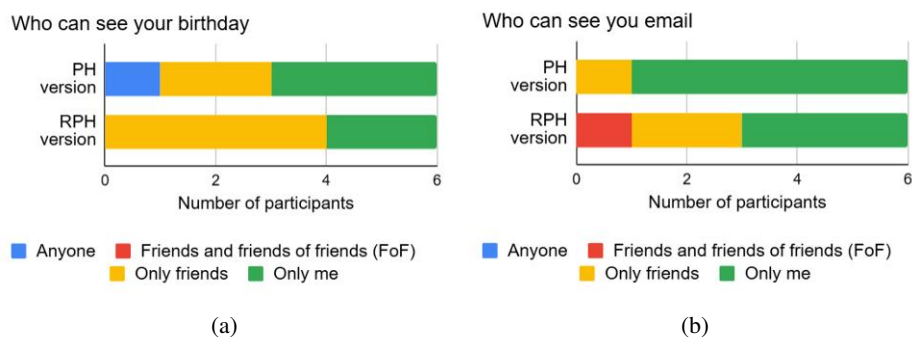 Who can see your birthday
PH
version
RPH
version
0 2 4 6
Number of participants
Anyone Friends and friends of friends (FoF)
Only friends Only me
(a)
Who can see you email
PH
version
RPH
version
0 2 4 6
Number of participants
Anyone Friends and friends of friends (FoF)
Only friends Only me
(b)